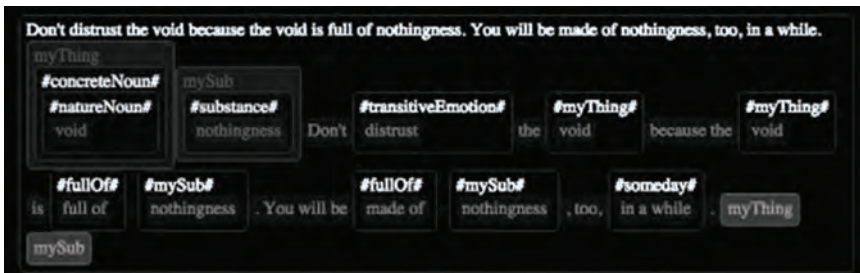 Don't distrust the void because the void is full of nothingness. You will be made of nothingness, too, in a while.
myThing
#concreteNoun# mySub
#natureNoun# #substance# #transitiveEmotion# #myThing# #myThing#
void nothingness Don't distrust the void because the void
#fullOf# #mySub# #fullOf# #mySub# #someday#
is full of nothingness . You will be made of nothingness , too, in a while . myThing
mySub